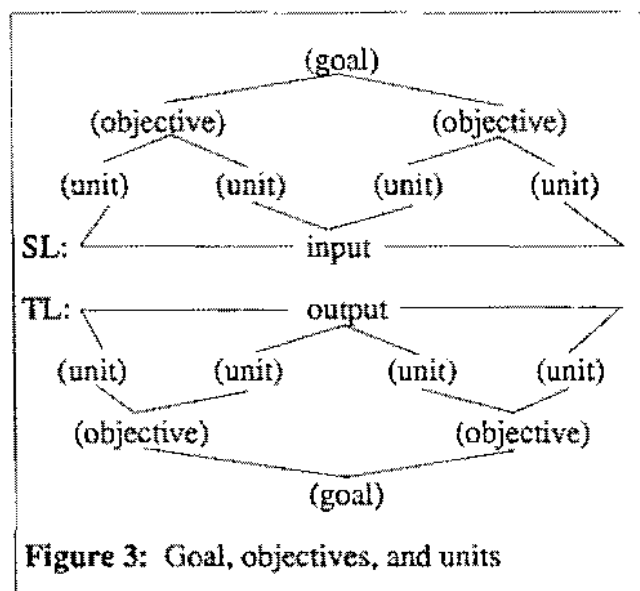 (goal)
(objective) (objective)
(unit) (unit) (unit) (unit)
SL: input
TL: output
(unit) (unit) (unit) (unit)
(objective) (objective)
(goal)
Figure 3: Goal, objectives, and units